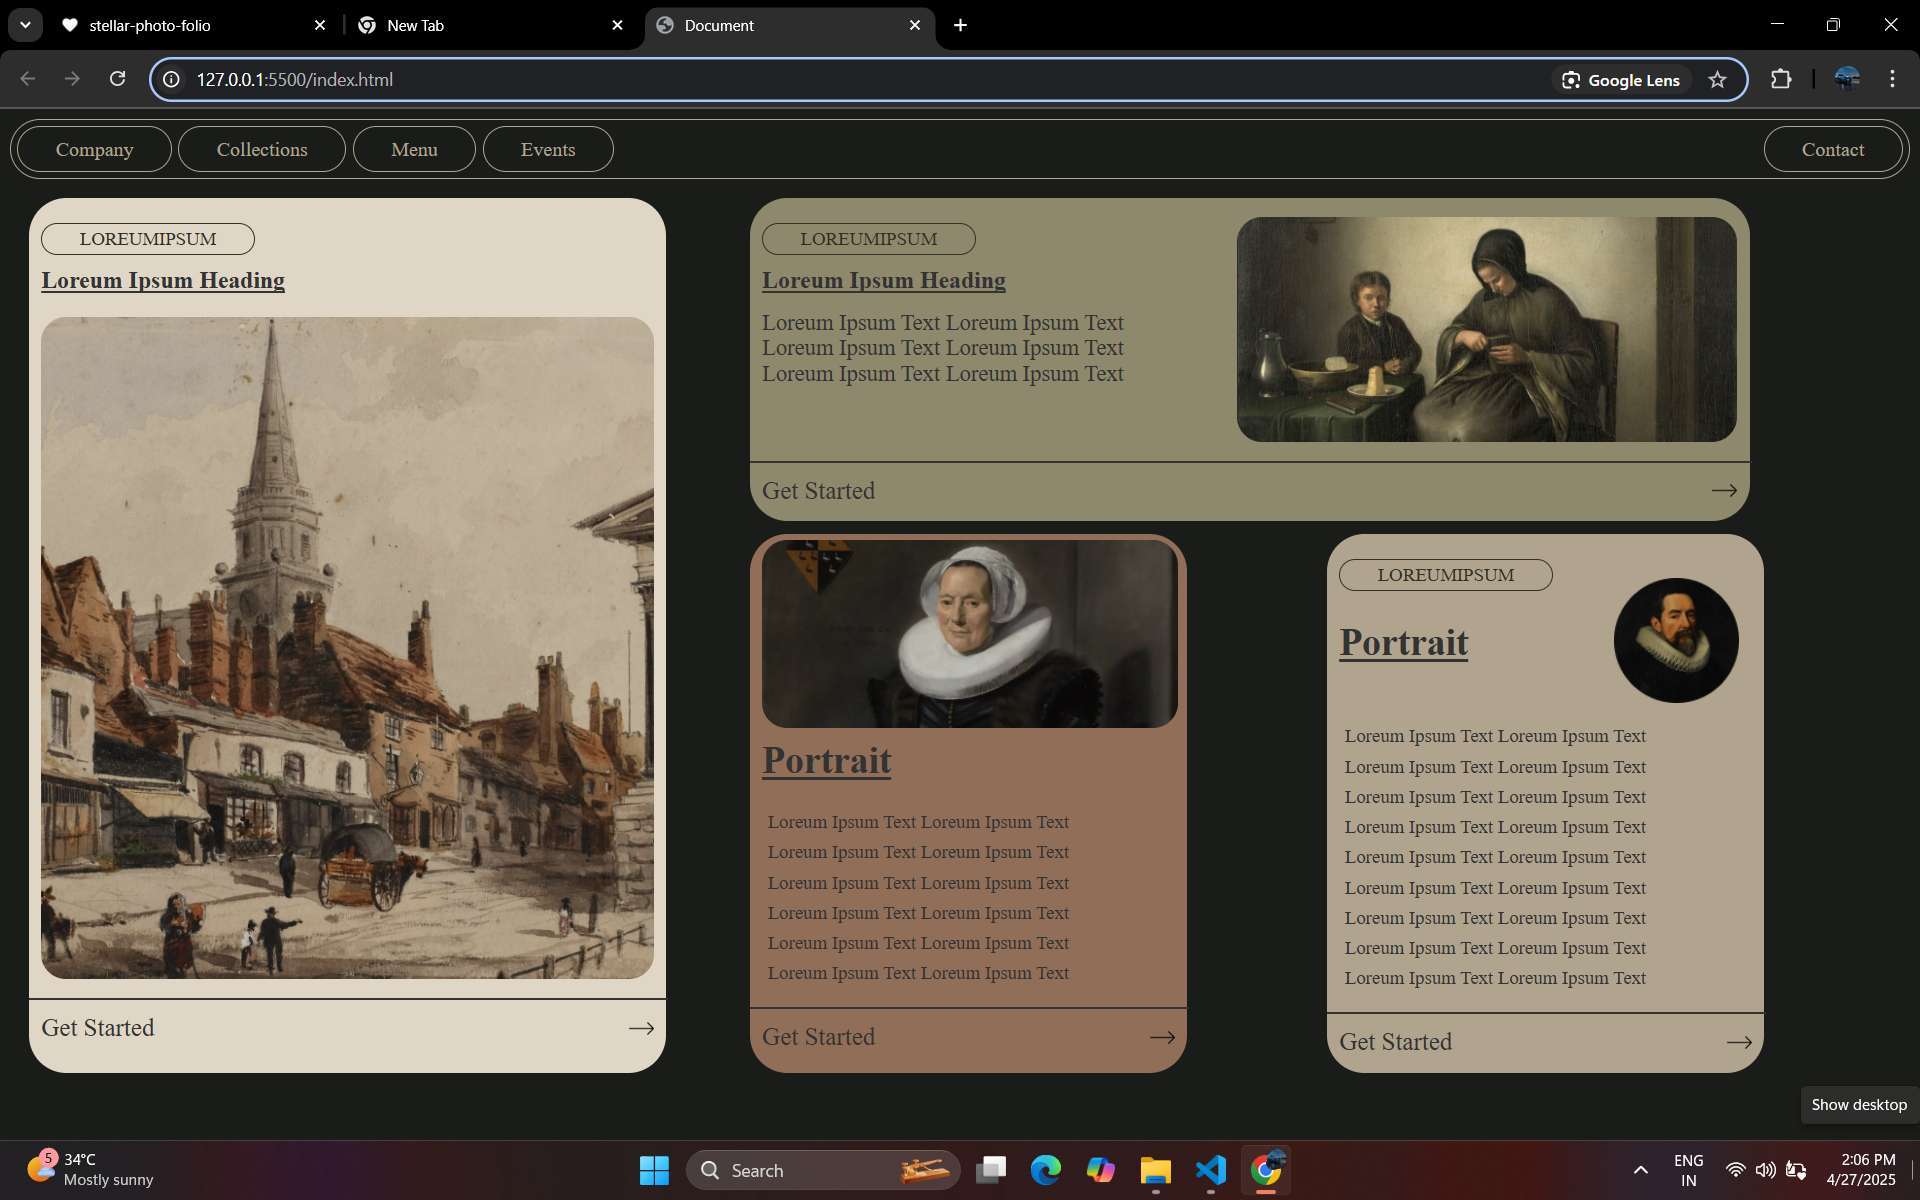 stellar-photo-folio
New Tab
Document
127.0.0.1:5500/index.html
Google Lens
Company
Collections
Menu
Events
Contact
LOREUMIPSUM
Loreum Ipsum Heading
Get Started
LOREUMIPSUM
Loreum Ipsum Heading
Loreum Ipsum Text Loreum Ipsum Text
Loreum Ipsum Text Loreum Ipsum Text
Loreum Ipsum Text Loreum Ipsum Text
Get Started
Portrait
Loreum Ipsum Text Loreum Ipsum Text
Loreum Ipsum Text Loreum Ipsum Text
Loreum Ipsum Text Loreum Ipsum Text
Loreum Ipsum Text Loreum Ipsum Text
Loreum Ipsum Text Loreum Ipsum Text
Loreum Ipsum Text Loreum Ipsum Text
Get Started
LOREUMIPSUM
Portrait
Loreum Ipsum Text Loreum Ipsum Text
Loreum Ipsum Text Loreum Ipsum Text
Loreum Ipsum Text Loreum Ipsum Text
Loreum Ipsum Text Loreum Ipsum Text
Loreum Ipsum Text Loreum Ipsum Text
Loreum Ipsum Text Loreum Ipsum Text
Loreum Ipsum Text Loreum Ipsum Text
Loreum Ipsum Text Loreum Ipsum Text
Loreum Ipsum Text Loreum Ipsum Text
Get Started
Show desktop
5
34°C
Mostly sunny
Search
ENG
IN
2:06 PM
4/27/2025